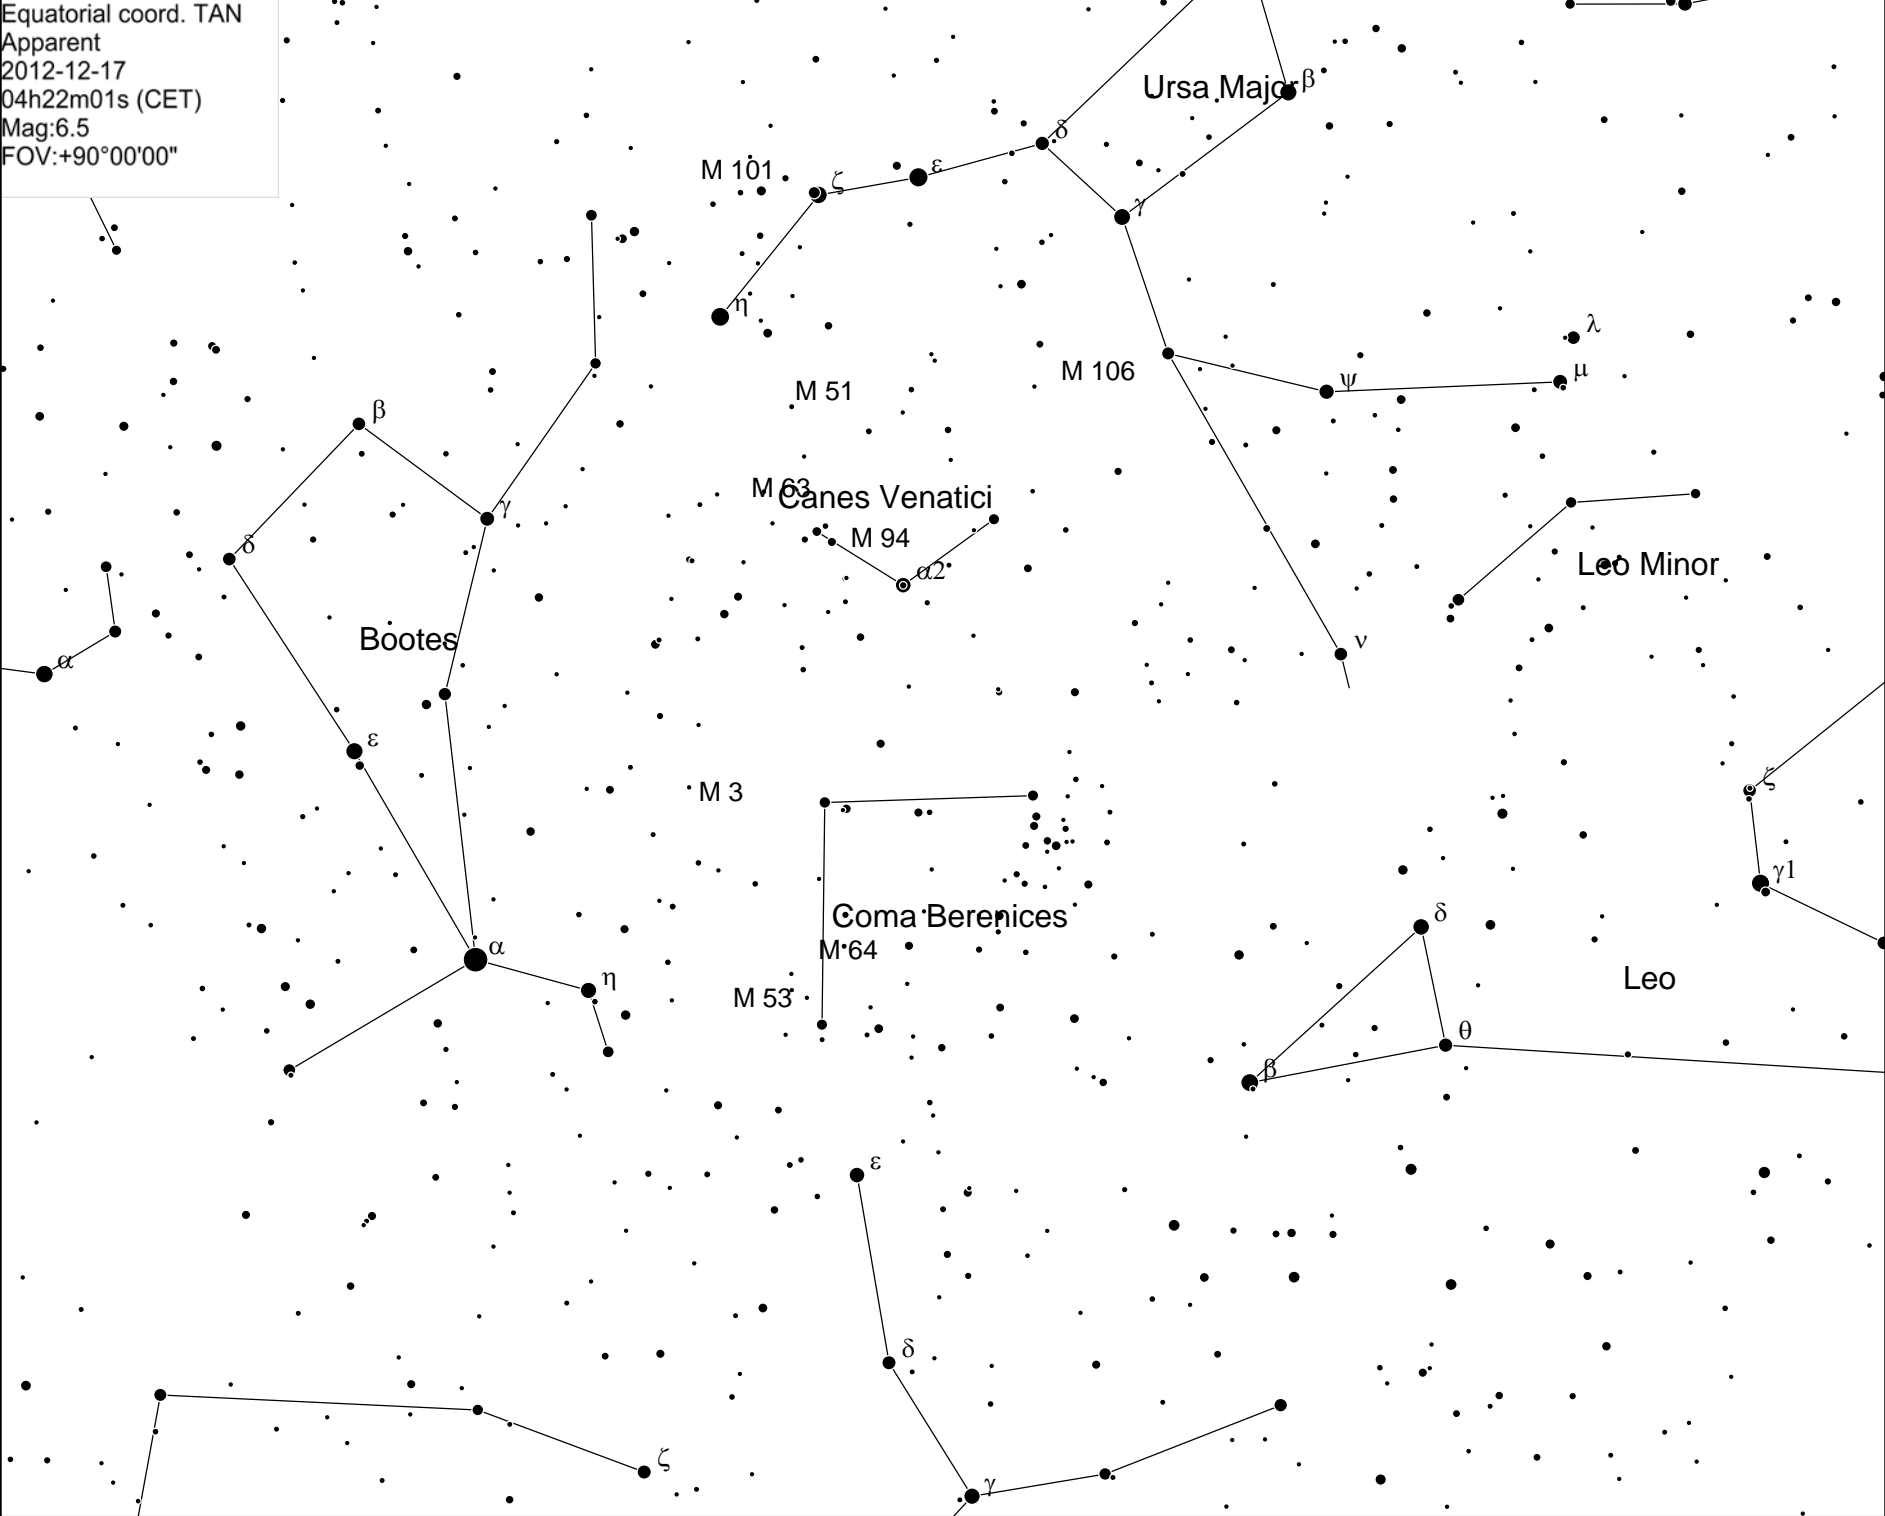 Equatorial coord. TAN
Apparent
2012-12-17
04h22m01s (CET)
Mag:6.5
FOV:+90°00'00"
Ursa Major
β
δ
M 101
ζ
ε
γ
η
λ
M 106
ψ
μ
M 51
β
M 63
Canes Venatici
γ
M 94
δ
α2
Leo Minor
Bootes
ν
α
ε
M 3
ζ
γ1
Coma Berenices
δ
α
M 64
η
M 53
Leo
θ
β
ε
δ
ζ
γ